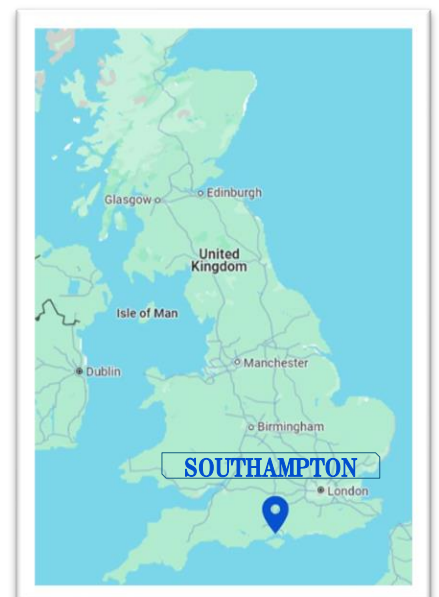 Edinburgh
Glasgow
United
Kingdom
Isle of Man
Manchester
Dublin
Birmingham
SOUTHAMPTON
London